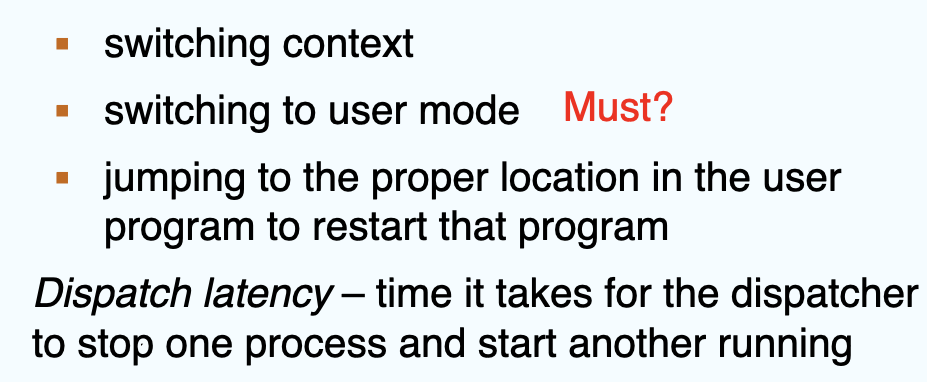 ▪ switching context
▪ switching to user mode Must?
▪ jumping to the proper location in the user
program to restart that program
Dispatch latency – time it takes for the dispatcher
to stop one process and start another running